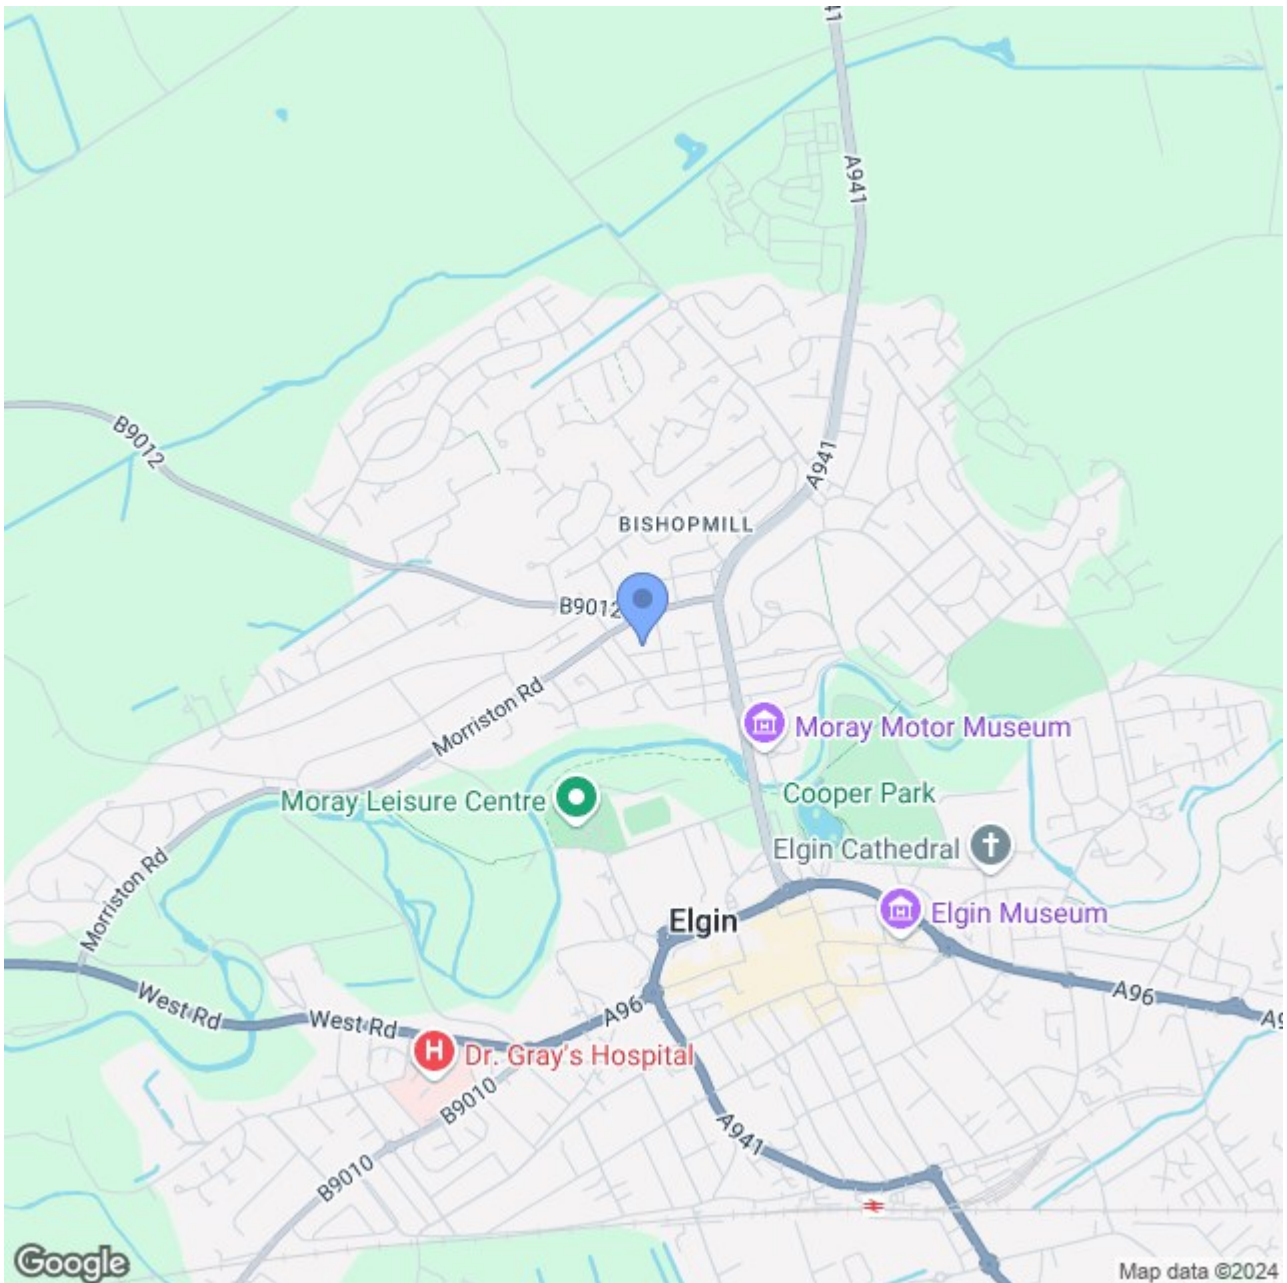 41
A941
B9012
A941
BISHOPMILL
B9012
Morriston Rd
Moray Motor Museum
Moray Leisure Centre
Cooper Park
Elgin Cathedral
Morriston Rd
Elgin
Elgin Museum
West Rd
West Rd
A96
A96
A9
H
Dr. Gray's Hospital
B9010
A941
B9010
Google
Map data ©2024